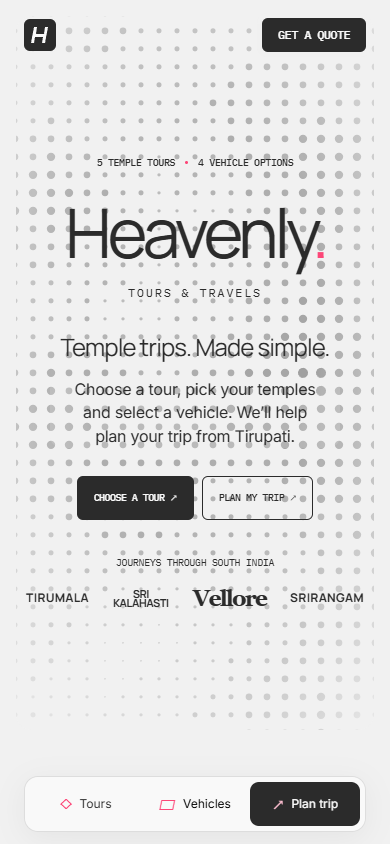 H
GET A QUOTE
5 TEMPLE TOURS • 4 VEHICLE OPTIONS
Heavenly.
TOURS & TRAVELS
Temple trips. Made simple.
Choose a tour, pick your temples
and select a vehicle. We'll help
plan your trip from Tirupati.
CHOOSE A TOUR ↗
PLAN MY TRIP ↗
JOURNEYS THROUGH SOUTH INDIA
TIRUMALA
SRI
KALAHASTI
Vellore
SRIRANGAM
Tours
Vehicles
↗ Plan trip